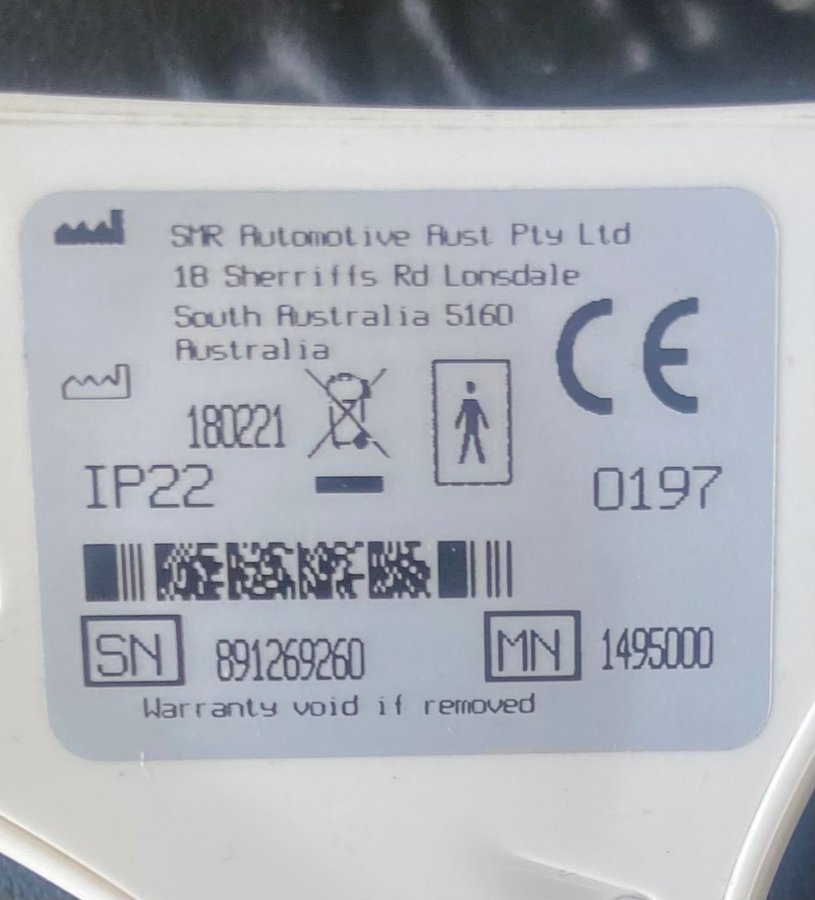 SMR Automotive Aust Pty Ltd
18 Sherriffs Rd Lonsdale
South Australia 5160
Australia
180221
CE
IP22
0197
SN 891269260 MN 1495000
Warranty void if removed